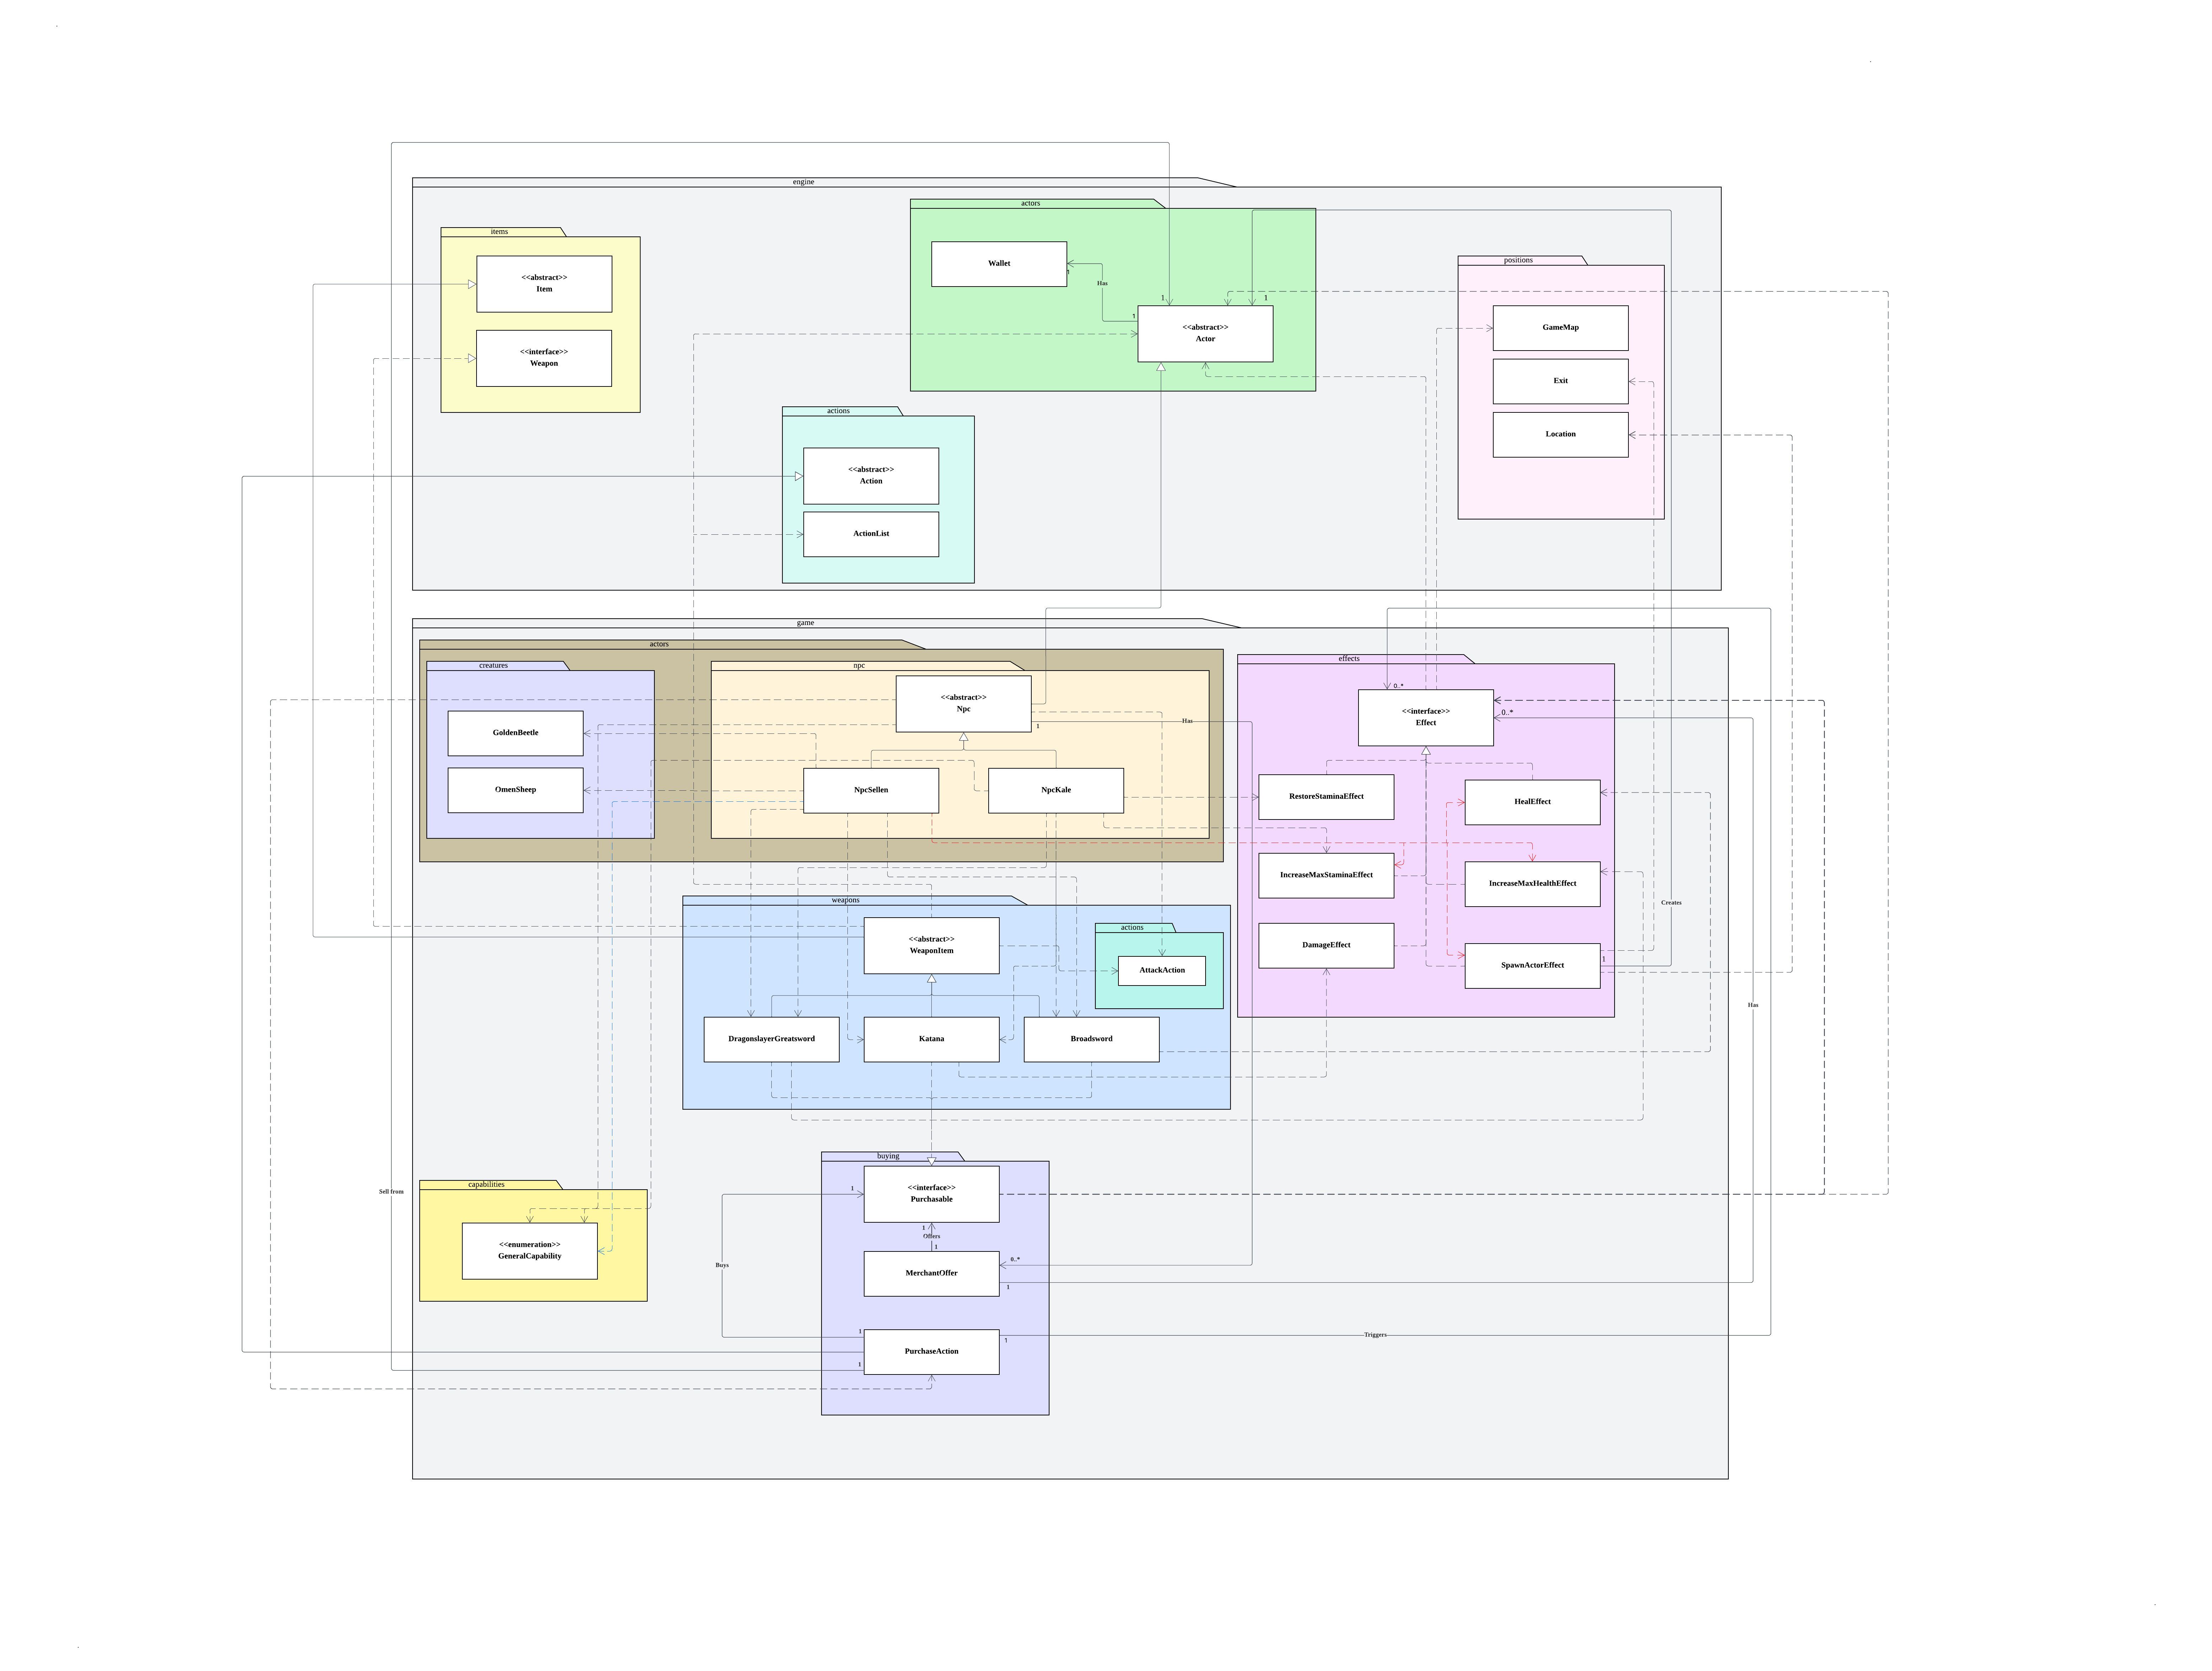 engine
actors
items
Wallet
1
Has
1
1
1
<<abstract>>
Actor
<<abstract>>
Item
<<interface>>
Weapon
positions
GameMap
Exit
Location
actions
<<abstract>>
Action
ActionList
game
actors
creatures
GoldenBeetle
OmenSheep
npc
<<abstract>>
Npc
1
Has
NpcSellen
NpcKale
effects
0..*
<<interface>>
Effect
0..*
RestoreStaminaEffect
HealEffect
IncreaseMaxStaminaEffect
IncreaseMaxHealthEffect
Creates
DamageEffect
SpawnActorEffect
1
Has
weapons
<<abstract>>
WeaponItem
actions
AttackAction
DragonslayerGreatsword
Katana
Broadsword
buying
<<interface>>
Purchasable
1
1
Offers
1
MerchantOffer
0..*
1
Buys
Sell from
capabilities
<<enumeration>>
GeneralCapability
1
PurchaseAction
1
1
Triggers